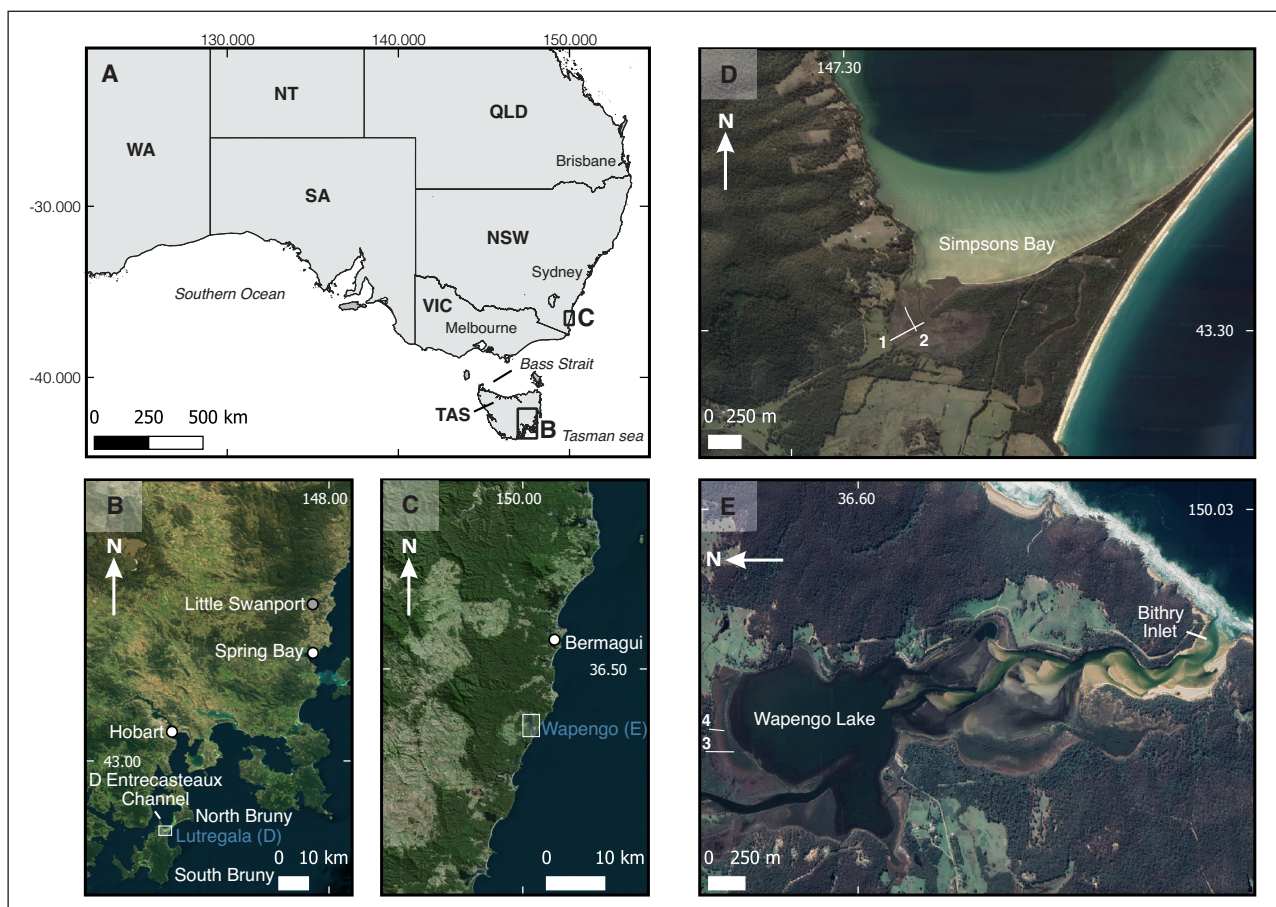 130.000
140.000
150.000
A
NT
QLD
WA
Brisbane
SA
-30.000
NSW
Sydney
Southern Ocean
VIC
C
Melbourne
Bass Strait
-40.000
TAS
B
Tasman sea
0 250 500 km
D
147.30
N
Simpsons Bay
1
2
43.30
0 250 m
B
148.00
N
Little Swanport
Spring Bay
Hobart
43.00
D Entrecasteaux
Channel
North Bruny
Lutregala (D)
South Bruny
0 10 km
C
150.00
N
Bermagui
36.50
Wapengo (E)
0 10 km
E
36.60
150.03
N
Bithry
Inlet
Wapengo Lake
4
3
0 250 m